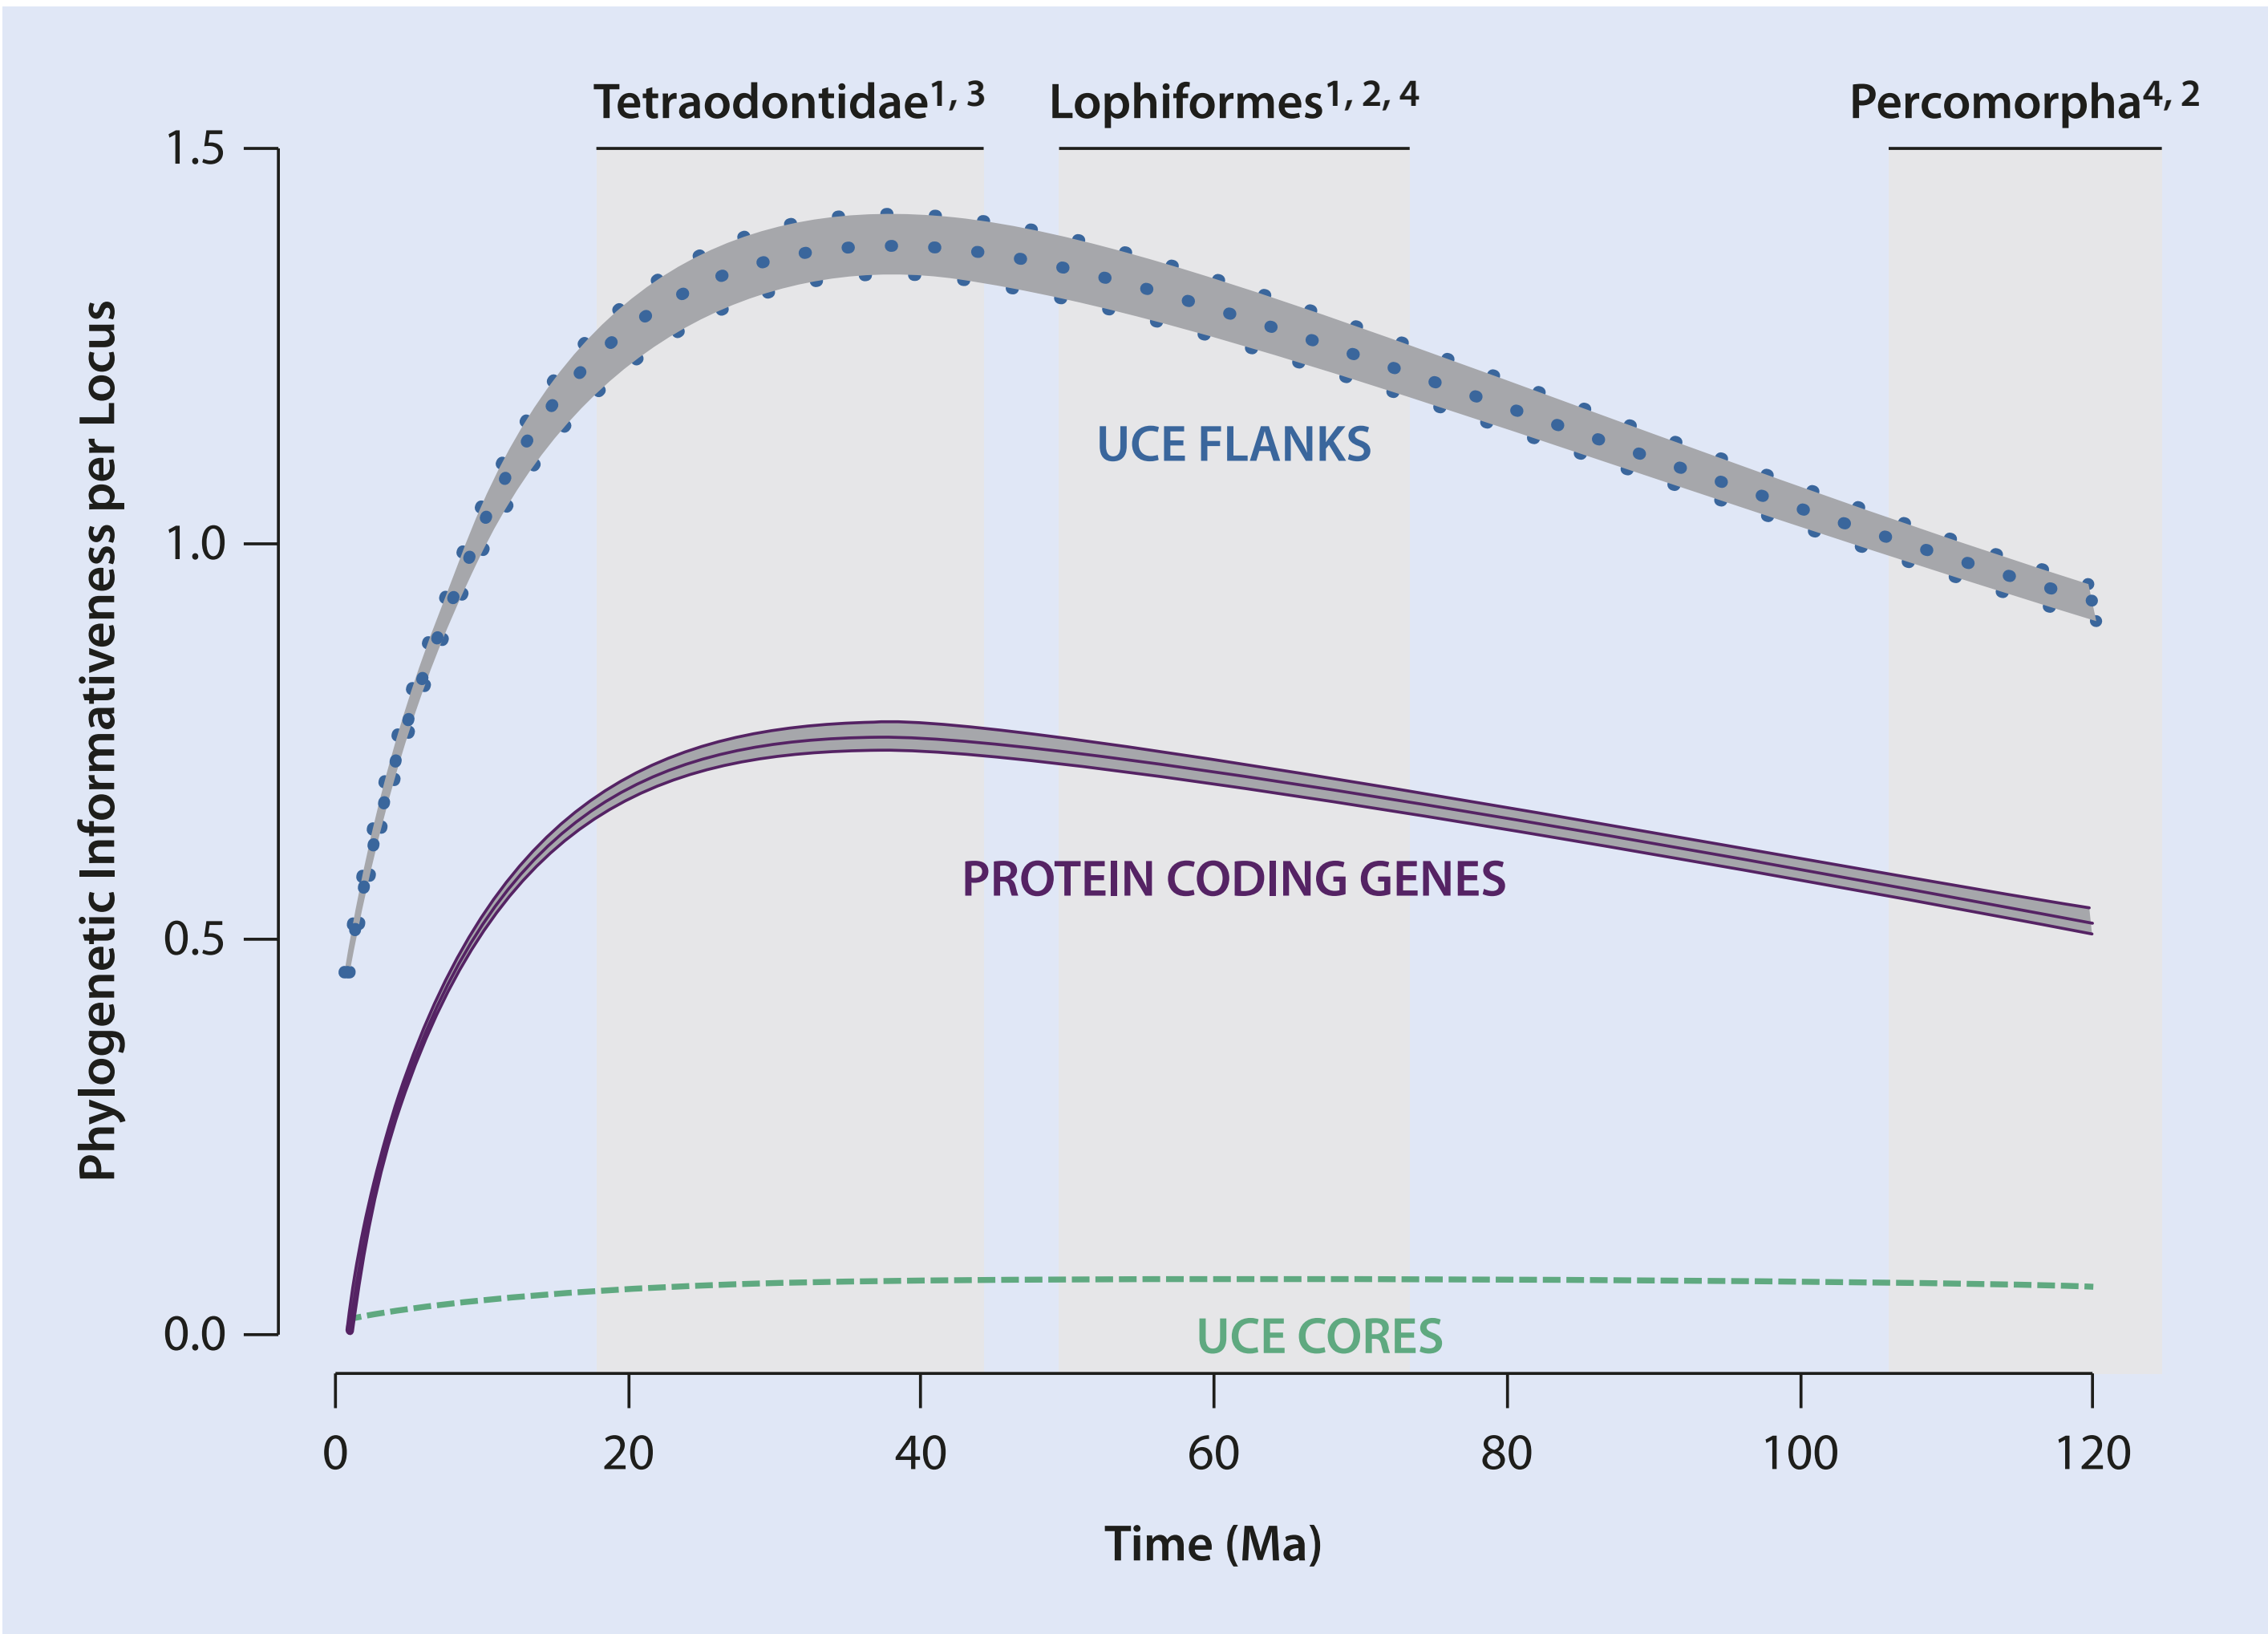 Tetraodontidae1, 3
Lophiformes1, 2, 4
Percomorpha4, 2
1.5
1.0
0.5
0.0
Phylogenetic Informativeness per Locus
UCE FLANKS
PROTEIN CODING GENES
UCE CORES
0 20 40 60 80 100 120
Time (Ma)